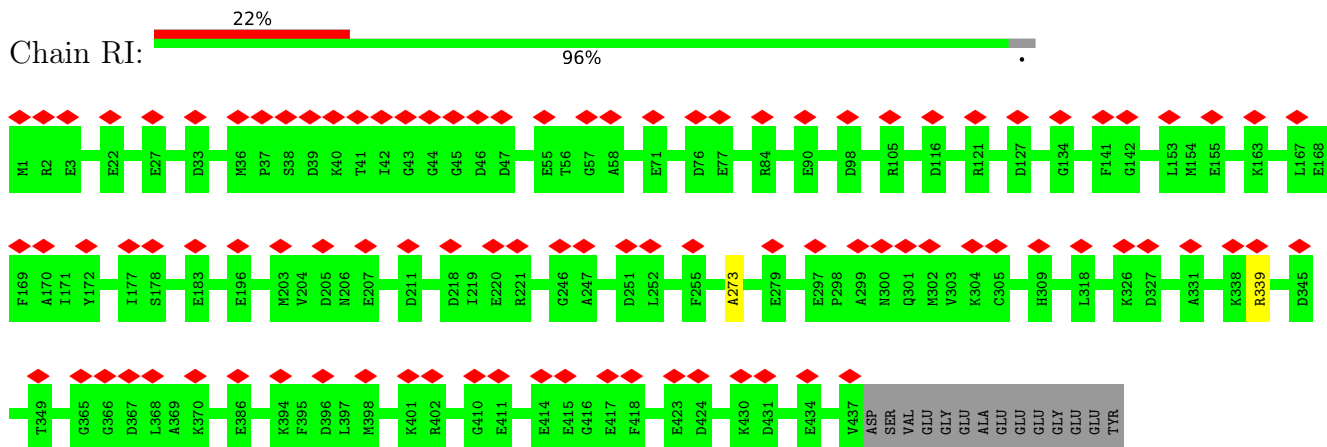 22%
Chain RI:
96%
.
M1 R2 E3 E22 E27 D33 M36 P37 S38 D39 K40 T41 I42 G43 G44 G45 D46 D47 E55 T56 G57 A58 E71 D76 E77 R84 E90 D98 R105 D116 R121 D127 G134 F141 G142 L153 M154 E155 K163 L167 E168
F169 A170 I171 Y172 I177 S178 E183 E196 M203 V204 D205 N206 E207 D211 D218 I219 E220 R221 G246 A247 D251 L252 F255 A273 E279 E297 P298 A299 N300 Q301 M302 V303 K304 C305 H309 L318 K326 D327 A331 K338 R339 D345
T349 G365 G366 D367 L368 A369 K370 E386 K394 F395 D396 L397 M398 K401 R402 G410 E411 E414 E415 G416 E417 F418 E423 D424 K430 D431 E434 V437 ASP SER VAL GLU GLY GLU ALA GLU GLU GLU GLY GLU GLU TYR